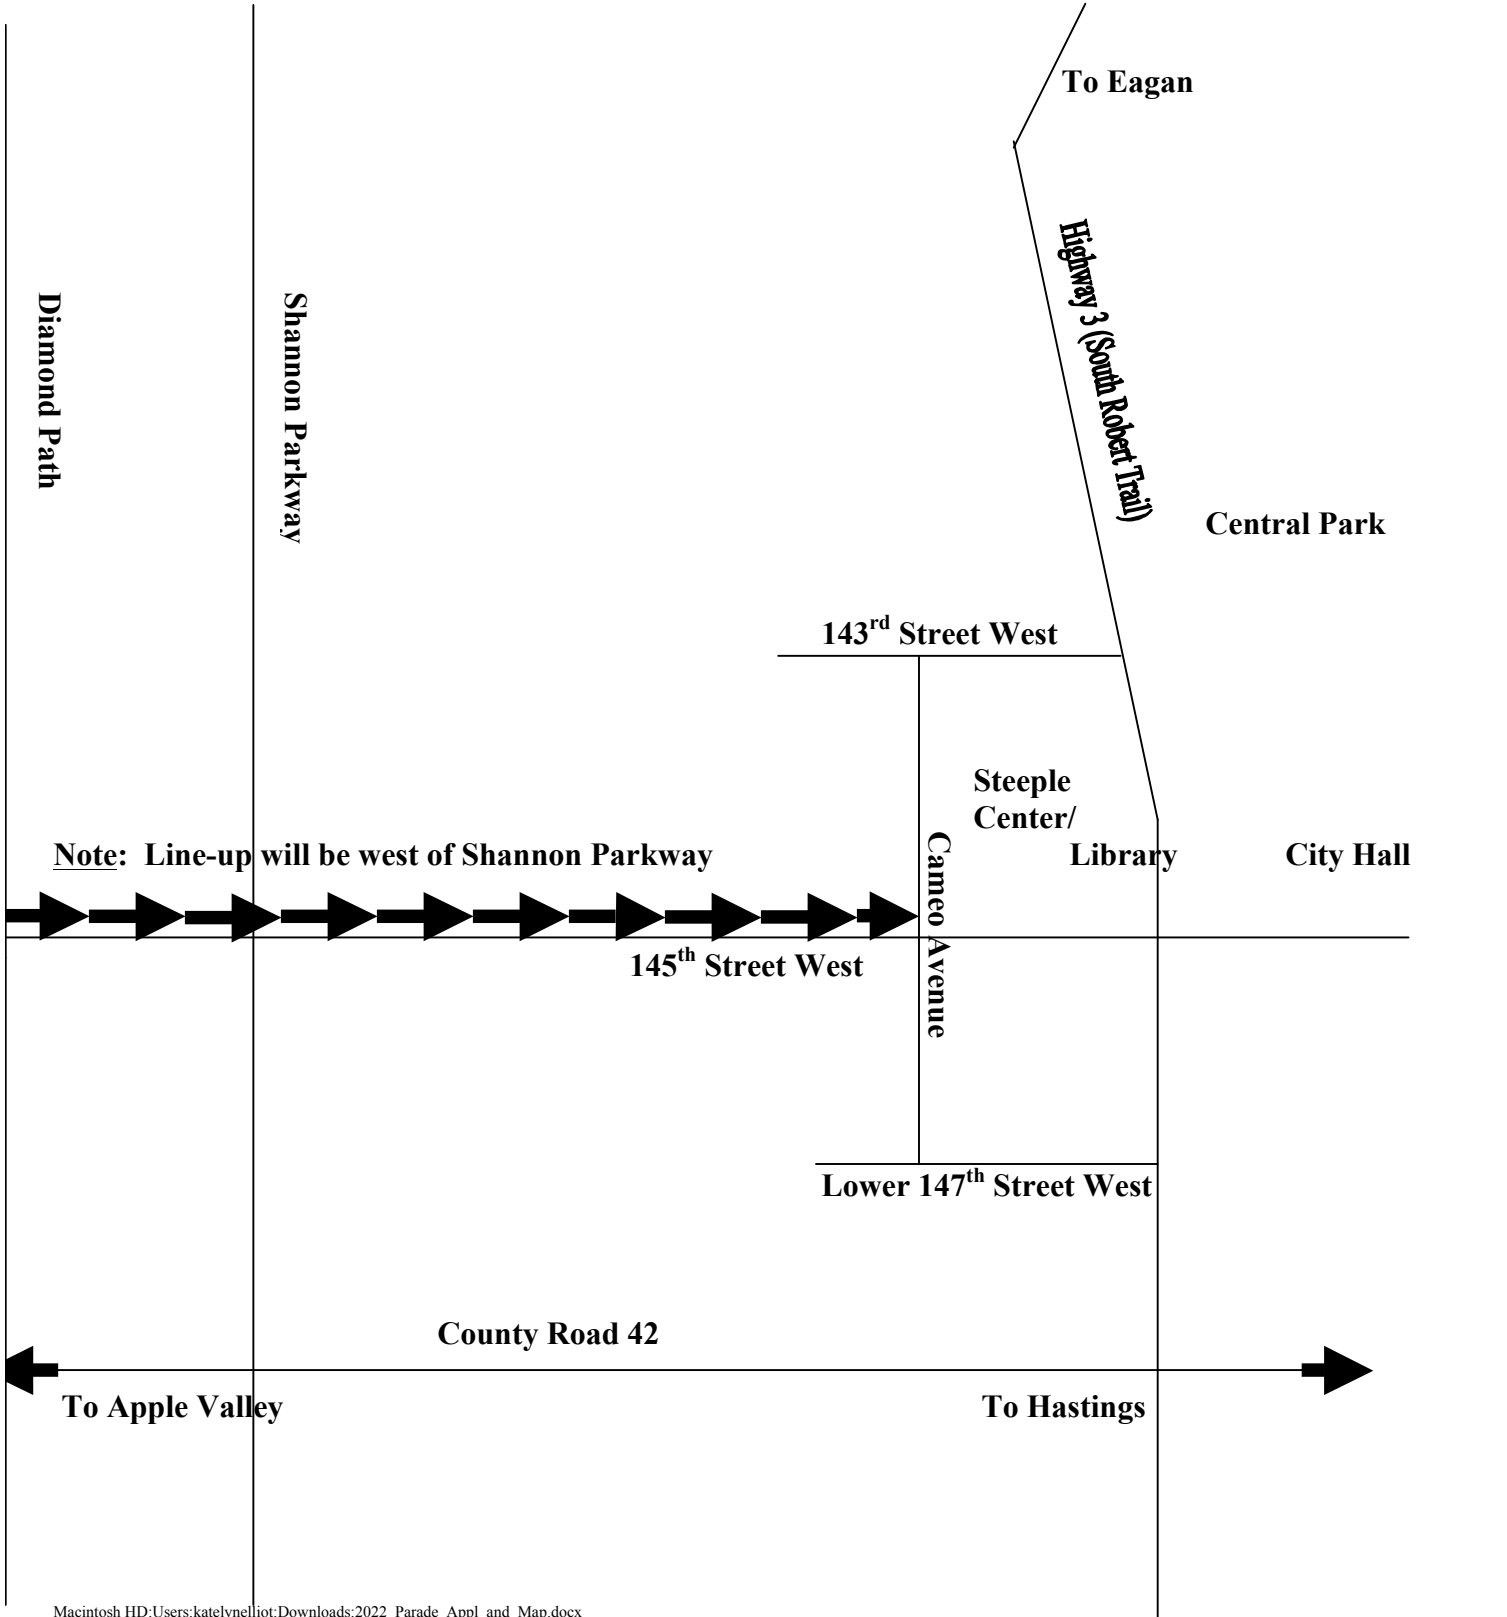 To Eagan
Highway 3 (South Robert Trail)
Diamond Path
Shannon Parkway
Central Park
143rd Street West
Steeple
Center/
Note: Line-up will be west of Shannon Parkway
Library
City Hall
Cameo Avenue
145th Street West
Lower 147th Street West
County Road 42
To Apple Valley
To Hastings
Macintosh HD:Users:katelynelliot:Downloads:2022_Parade_Appl_and_Map.docx